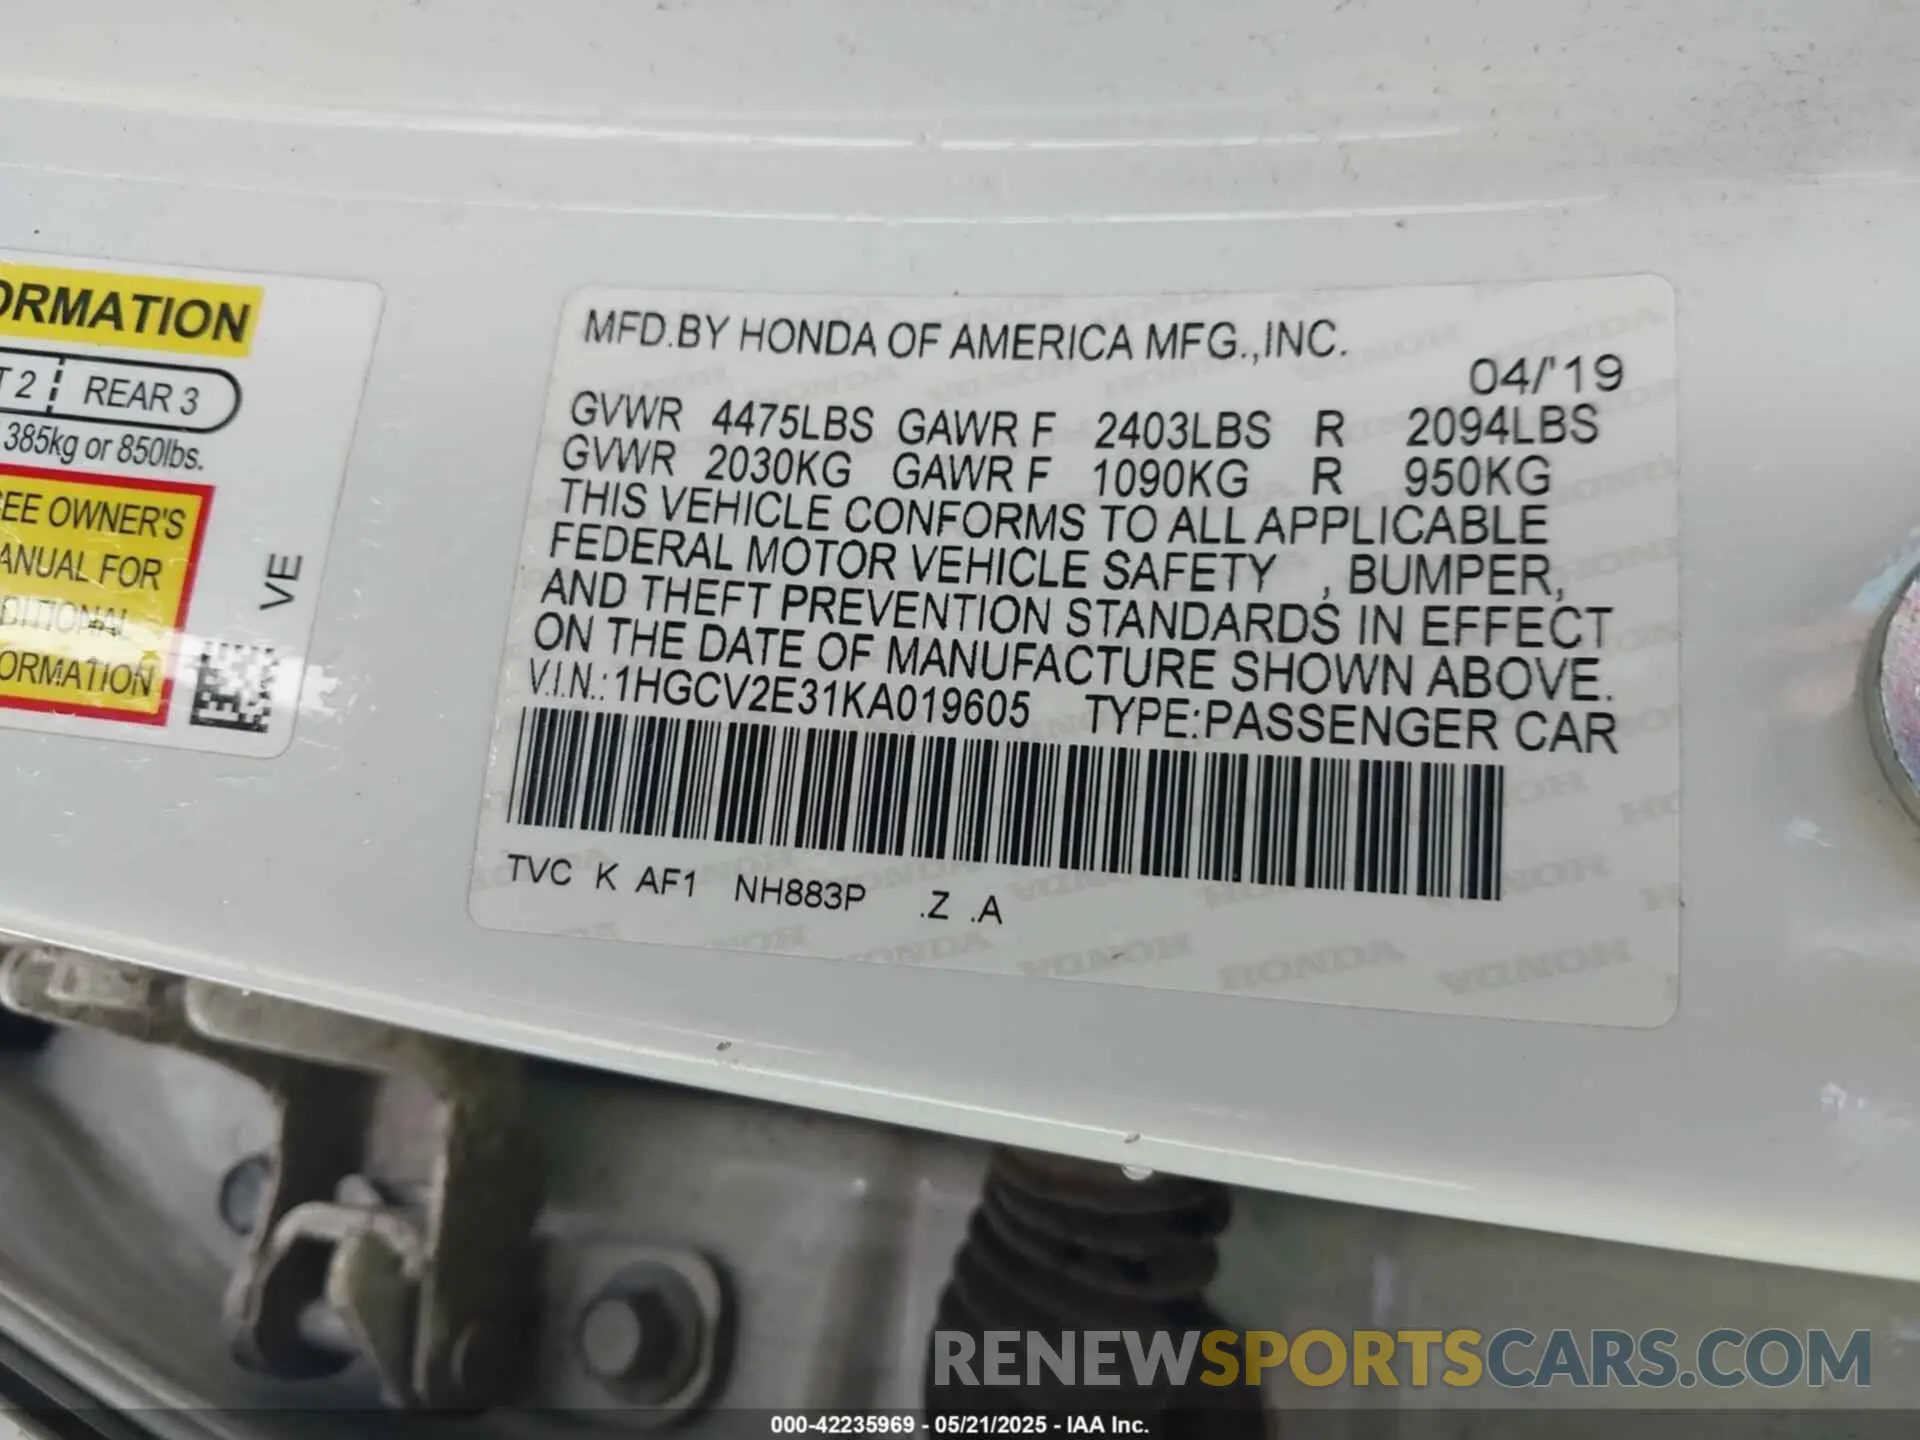 ORMATION
T 2 REAR 3
385kg or 850lbs.
SEE OWNER'S
ANUAL FOR
DITIONAL
ORMATION
VE
MFD.BY HONDA OF AMERICA MFG.,INC.
04/'19
GVWR 4475LBS GAWR F 2403LBS R 2094LBS
GVWR 2030KG GAWR F 1090KG R 950KG
THIS VEHICLE CONFORMS TO ALL APPLICABLE
FEDERAL MOTOR VEHICLE SAFETY , BUMPER,
AND THEFT PREVENTION STANDARDS IN EFFECT
ON THE DATE OF MANUFACTURE SHOWN ABOVE.
V.I.N.: 1HGCV2E31KA019605 TYPE:PASSENGER CAR
TVC K AF1 NH883P .Z .A
RENEWSPORTSCARS.COM
000-42235969 - 05/21/2025 - IAA Inc.